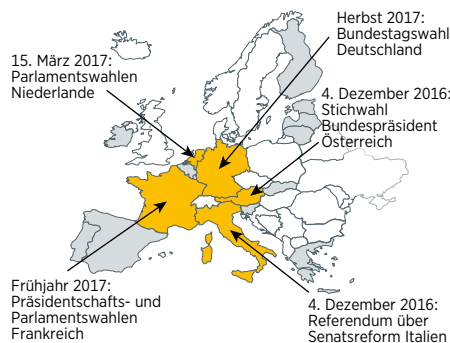 Herbst 2017:
Bundestagswahl
Deutschland
15. März 2017:
Parlamentswahlen
Niederlande
4. Dezember 2016:
Stichwahl
Bundespräsident
Österreich
Frühjahr 2017:
Präsidentschafts- und
Parlamentswahlen
Frankreich
4. Dezember 2016:
Referendum über
Senatsreform Italien